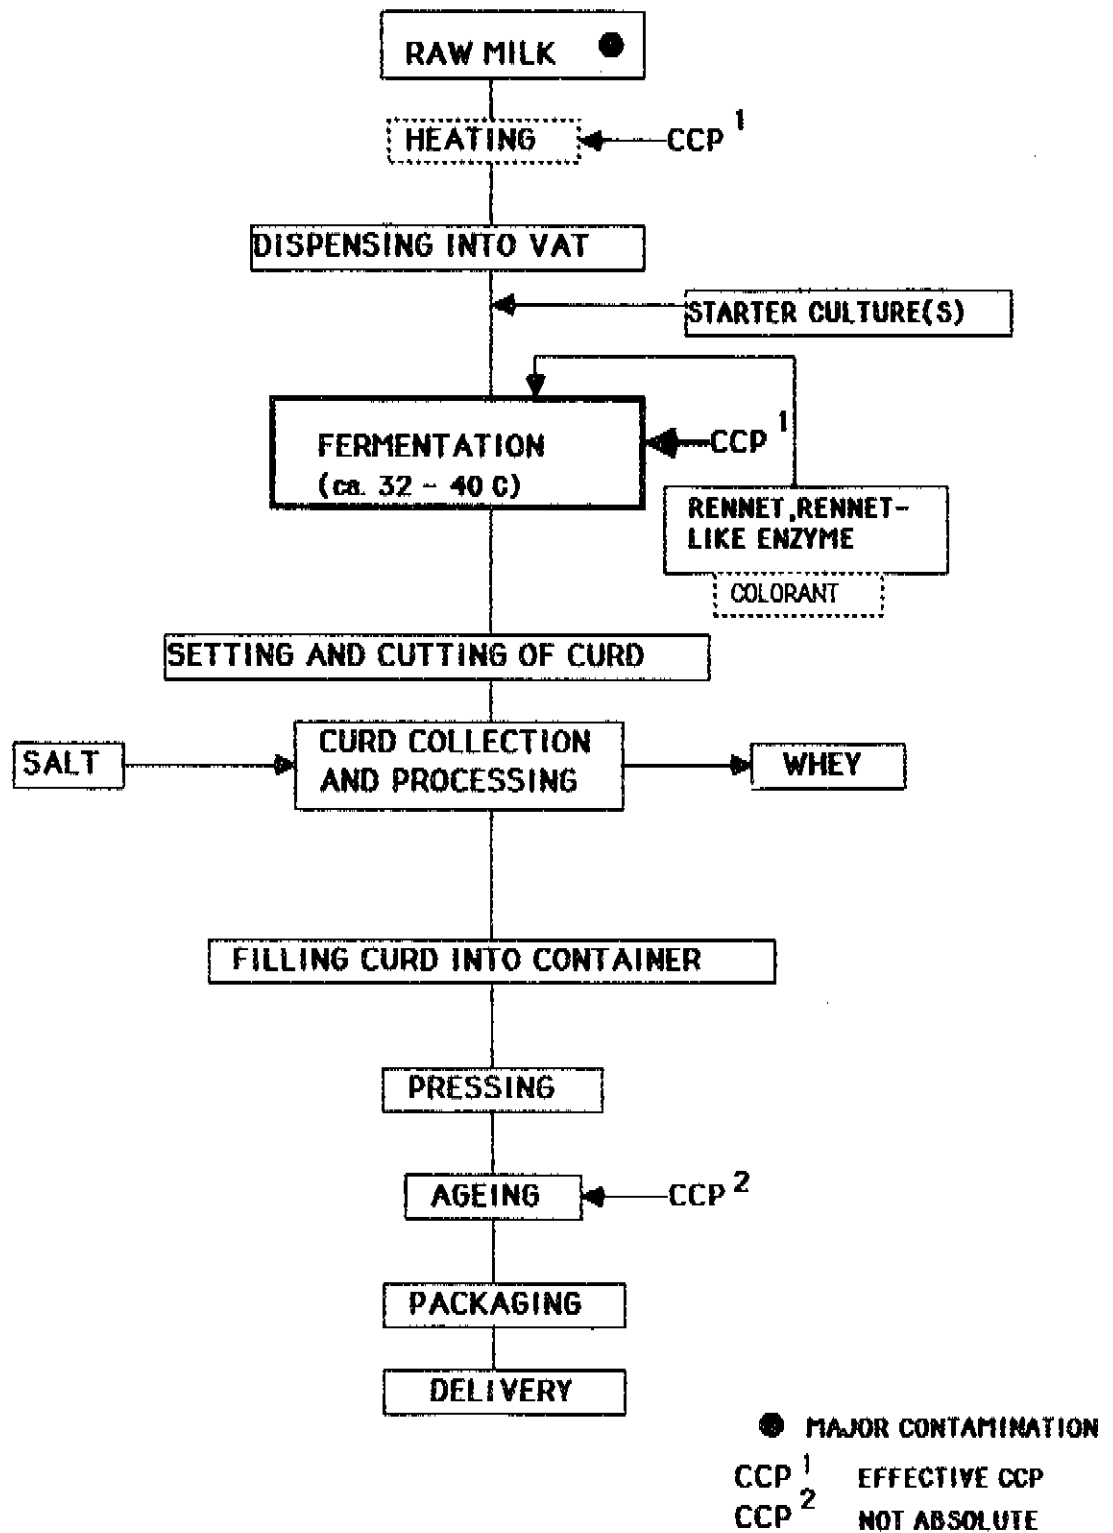 RAW MILK
HEATING
CCP 1
DISPENSING INTO VAT
STARTER CULTURE(S)
FERMENTATION
(ca. 32 - 40 C)
CCP 1
RENNET,RENNET-
LIKE ENZYME
COLORANT
SETTING AND CUTTING OF CURD
SALT
CURD COLLECTION
AND PROCESSING
WHEY
FILLING CURD INTO CONTAINER
PRESSING
AGEING
CCP 2
PACKAGING
DELIVERY
MAJOR CONTAMINATION
CCP 1 EFFECTIVE CCP
CCP 2 NOT ABSOLUTE